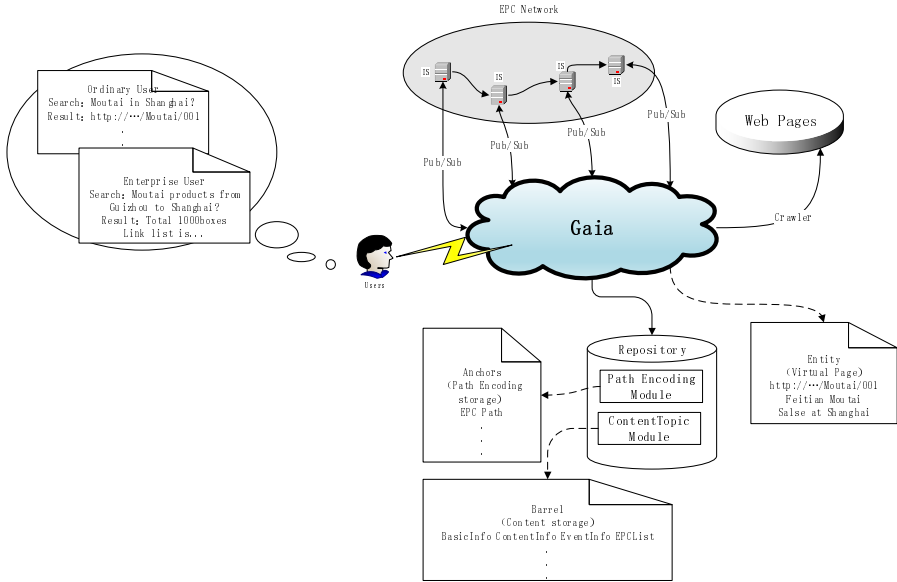 EPC Network
IS
IS
IS
IS
Ordinary User
Search: Moutai in Shanghai?
Result: http://…/Moutai/001
.
Enterprise User
Search: Moutai products from
Guizhou to Shanghai?
Result: Total 1000boxes
Link list is...
Pub/Sub
Pub/Sub
Pub/Sub
Pub/Sub
Web Pages
Crawler
Gaia
Users
Repository
Path Encoding
Module
ContentTopic
Module
Anchors
(Path Encoding
storage)
EPC Path
.
.
.
Entity
(Virtual Page)
http://…/Moutai/001
Feitian Moutai
Salse at Shanghai
Barrel
(Content storage)
BasicInfo ContentInfo EventInfo EPCList
.
.
.